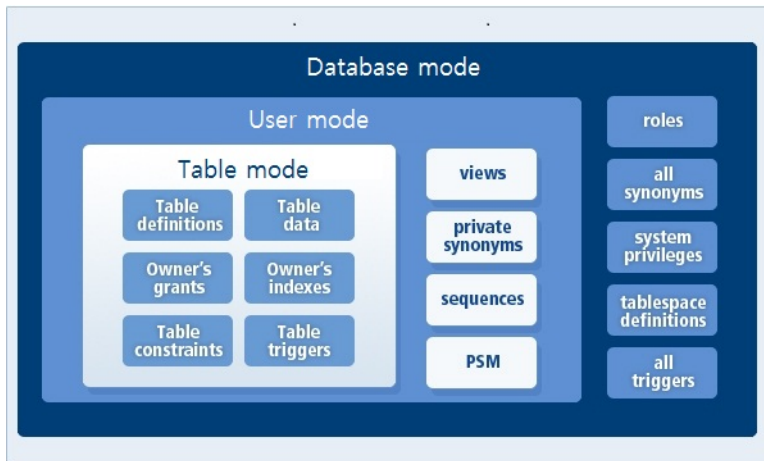 Database mode
User mode
Table mode
Table
definitions
Table
data
Owner's
grants
Owner's
indexes
Table
constraints
Table
triggers
views
private
synonyms
sequences
PSM
roles
all
synonyms
system
privileges
tablespace
definitions
all
triggers